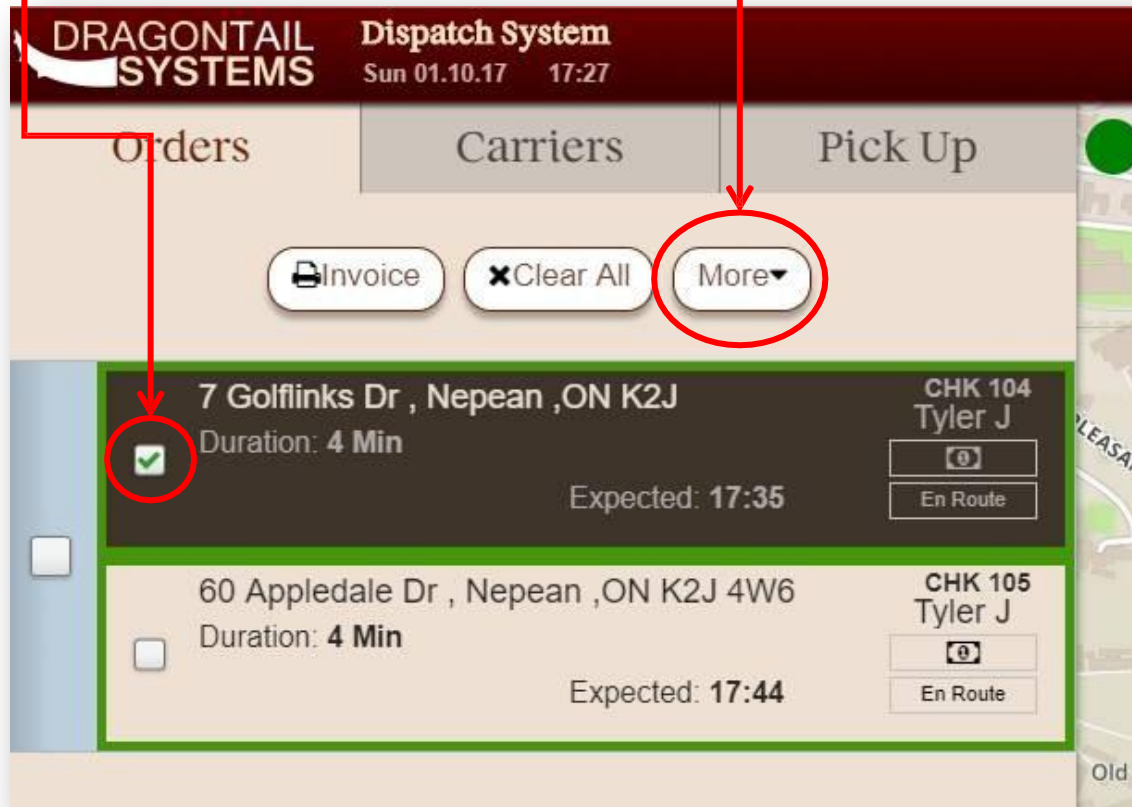 DRAGONTAIL SYSTEMS
Dispatch System
Sun 01.10.17 17:27
Orders Carriers Pick Up
Invoice Clear All More
7 Golflinks Dr , Nepean ,ON K2J
CHK 104
Tyler J
Duration: 4 Min
Expected: 17:35
En Route
60 Appledale Dr , Nepean ,ON K2J 4W6
CHK 105
Tyler J
Duration: 4 Min
Expected: 17:44
En Route
Old